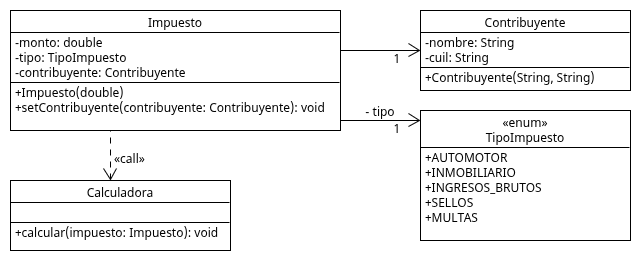 Impuesto
-monto: double
-tipo: TipoImpuesto
-contribuyente: Contribuyente
+Impuesto(double)
+setContribuyente(contribuyente: Contribuyente): void
1
Contribuyente
-nombre: String
-cuil: String
+Contribuyente(String, String)
- tipo
1
«enum»
TipoImpuesto
+AUTOMOTOR
+INMOBILIARIO
+INGRESOS_BRUTOS
+SELLOS
+MULTAS
«call»
Calculadora
+calcular(impuesto: Impuesto): void